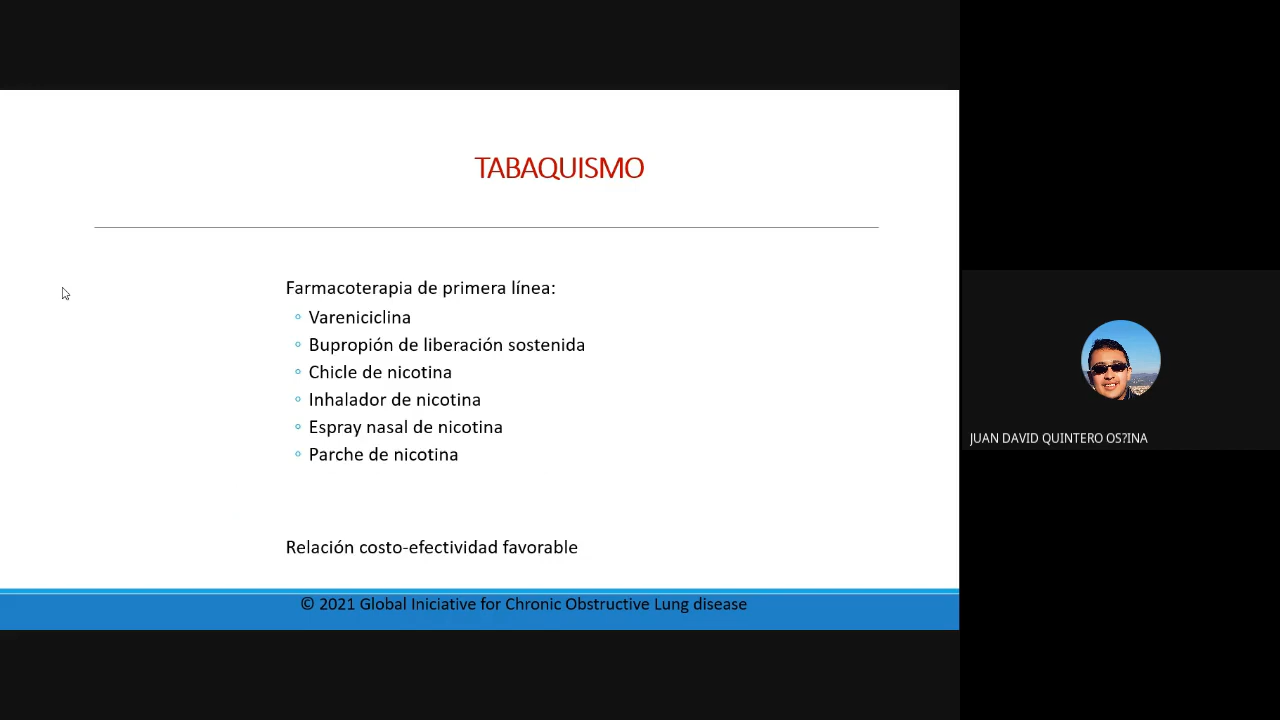 TABAQUISMO
Farmacoterapia de primera línea:
Vareniciclina
Bupropión de liberación sostenida
Chicle de nicotina
Inhalador de nicotina
Espray nasal de nicotina
Parche de nicotina
Relación costo-efectividad favorable
© 2021 Global Iniciative for Chronic Obstructive Lung disease
JUAN DAVID QUINTERO OS?INA